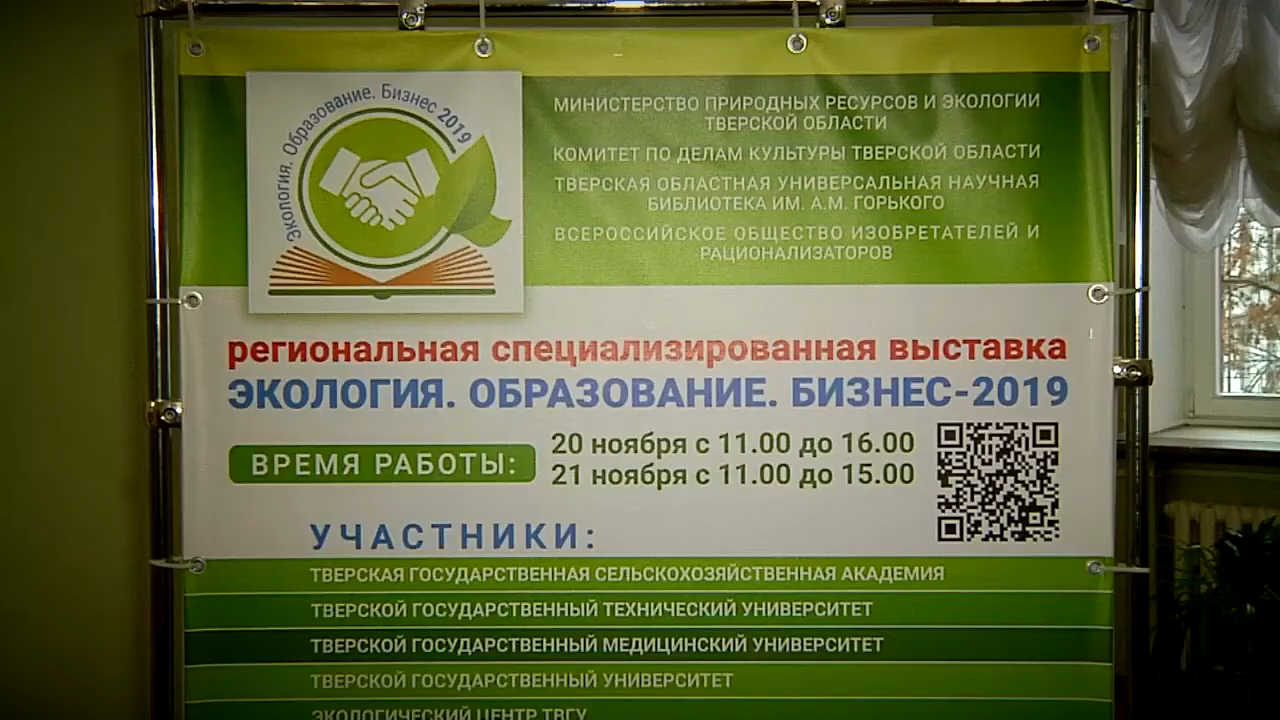 Экология. Образование. Бизнес 2019
МИНИСТЕРСТВО ПРИРОДНЫХ РЕСУРСОВ И ЭКОЛОГИИ
ТВЕРСКОЙ ОБЛАСТИ
КОМИТЕТ ПО ДЕЛАМ КУЛЬТУРЫ ТВЕРСКОЙ ОБЛАСТИ
ТВЕРСКАЯ ОБЛАСТНАЯ УНИВЕРСАЛЬНАЯ НАУЧНАЯ
БИБЛИОТЕКА ИМ. А.М. ГОРЬКОГО
ВСЕРОССИЙСКОЕ ОБЩЕСТВО ИЗОБРЕТАТЕЛЕЙ И
РАЦИОНАЛИЗАТОРОВ
региональная специализированная выставка
ЭКОЛОГИЯ. ОБРАЗОВАНИЕ. БИЗНЕС-2019
ВРЕМЯ РАБОТЫ:
20 ноября с 11.00 до 16.00
21 ноября с 11.00 до 15.00
УЧАСТНИКИ:
ТВЕРСКАЯ ГОСУДАРСТВЕННАЯ СЕЛЬСКОХОЗЯЙСТВЕННАЯ АКАДЕМИЯ
ТВЕРСКОЙ ГОСУДАРСТВЕННЫЙ ТЕХНИЧЕСКИЙ УНИВЕРСИТЕТ
ТВЕРСКОЙ ГОСУДАРСТВЕННЫЙ МЕДИЦИНСКИЙ УНИВЕРСИТЕТ
ТВЕРСКОЙ ГОСУДАРСТВЕННЫЙ УНИВЕРСИТЕТ
ЭКОЛОГИЧЕСКИЙ ЦЕНТР ТВГУ